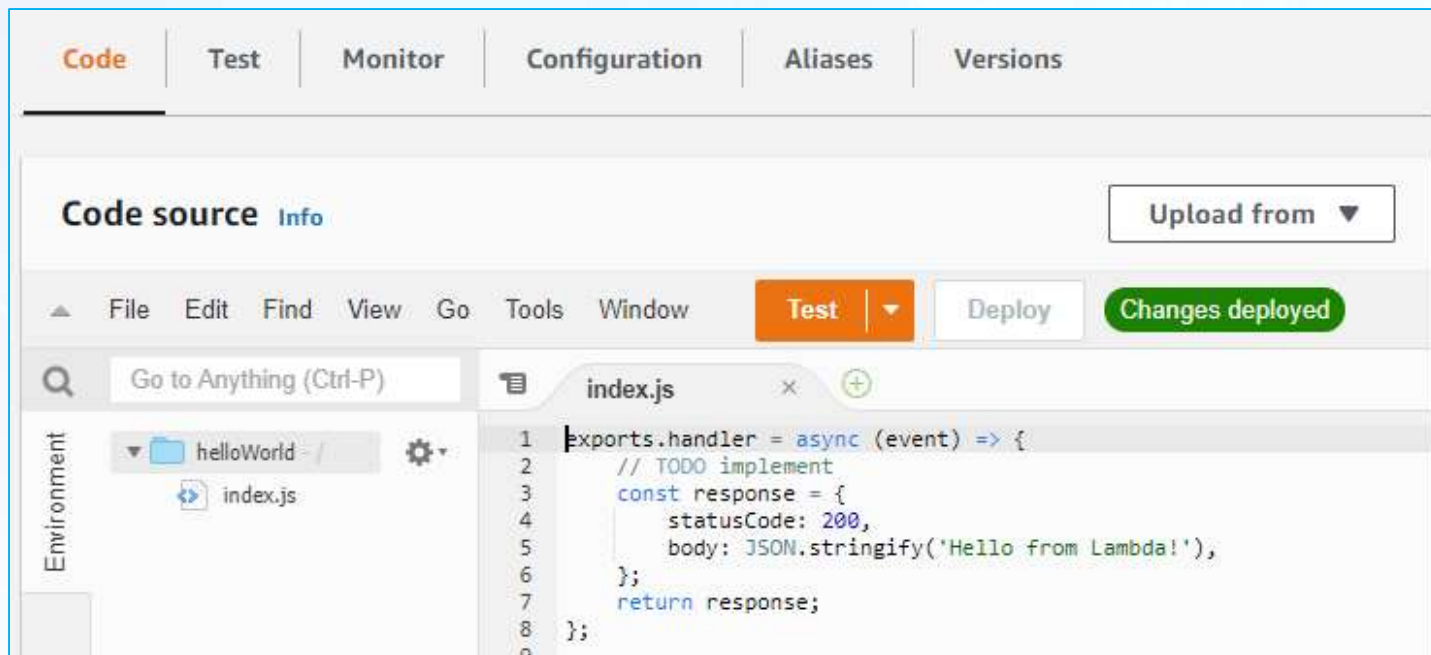 Code Test Monitor Configuration Aliases Versions
Code source Info Upload from ▼
File Edit Find View Go Tools Window Test Deploy Changes deployed
Go to Anything (Ctrl-P) index.js ×
Environment
helloWorld - /
index.js
1 exports.handler = async (event) => {
2     // TODO implement
3     const response = {
4         statusCode: 200,
5         body: JSON.stringify('Hello from Lambda!'),
6     };
7     return response;
8 };